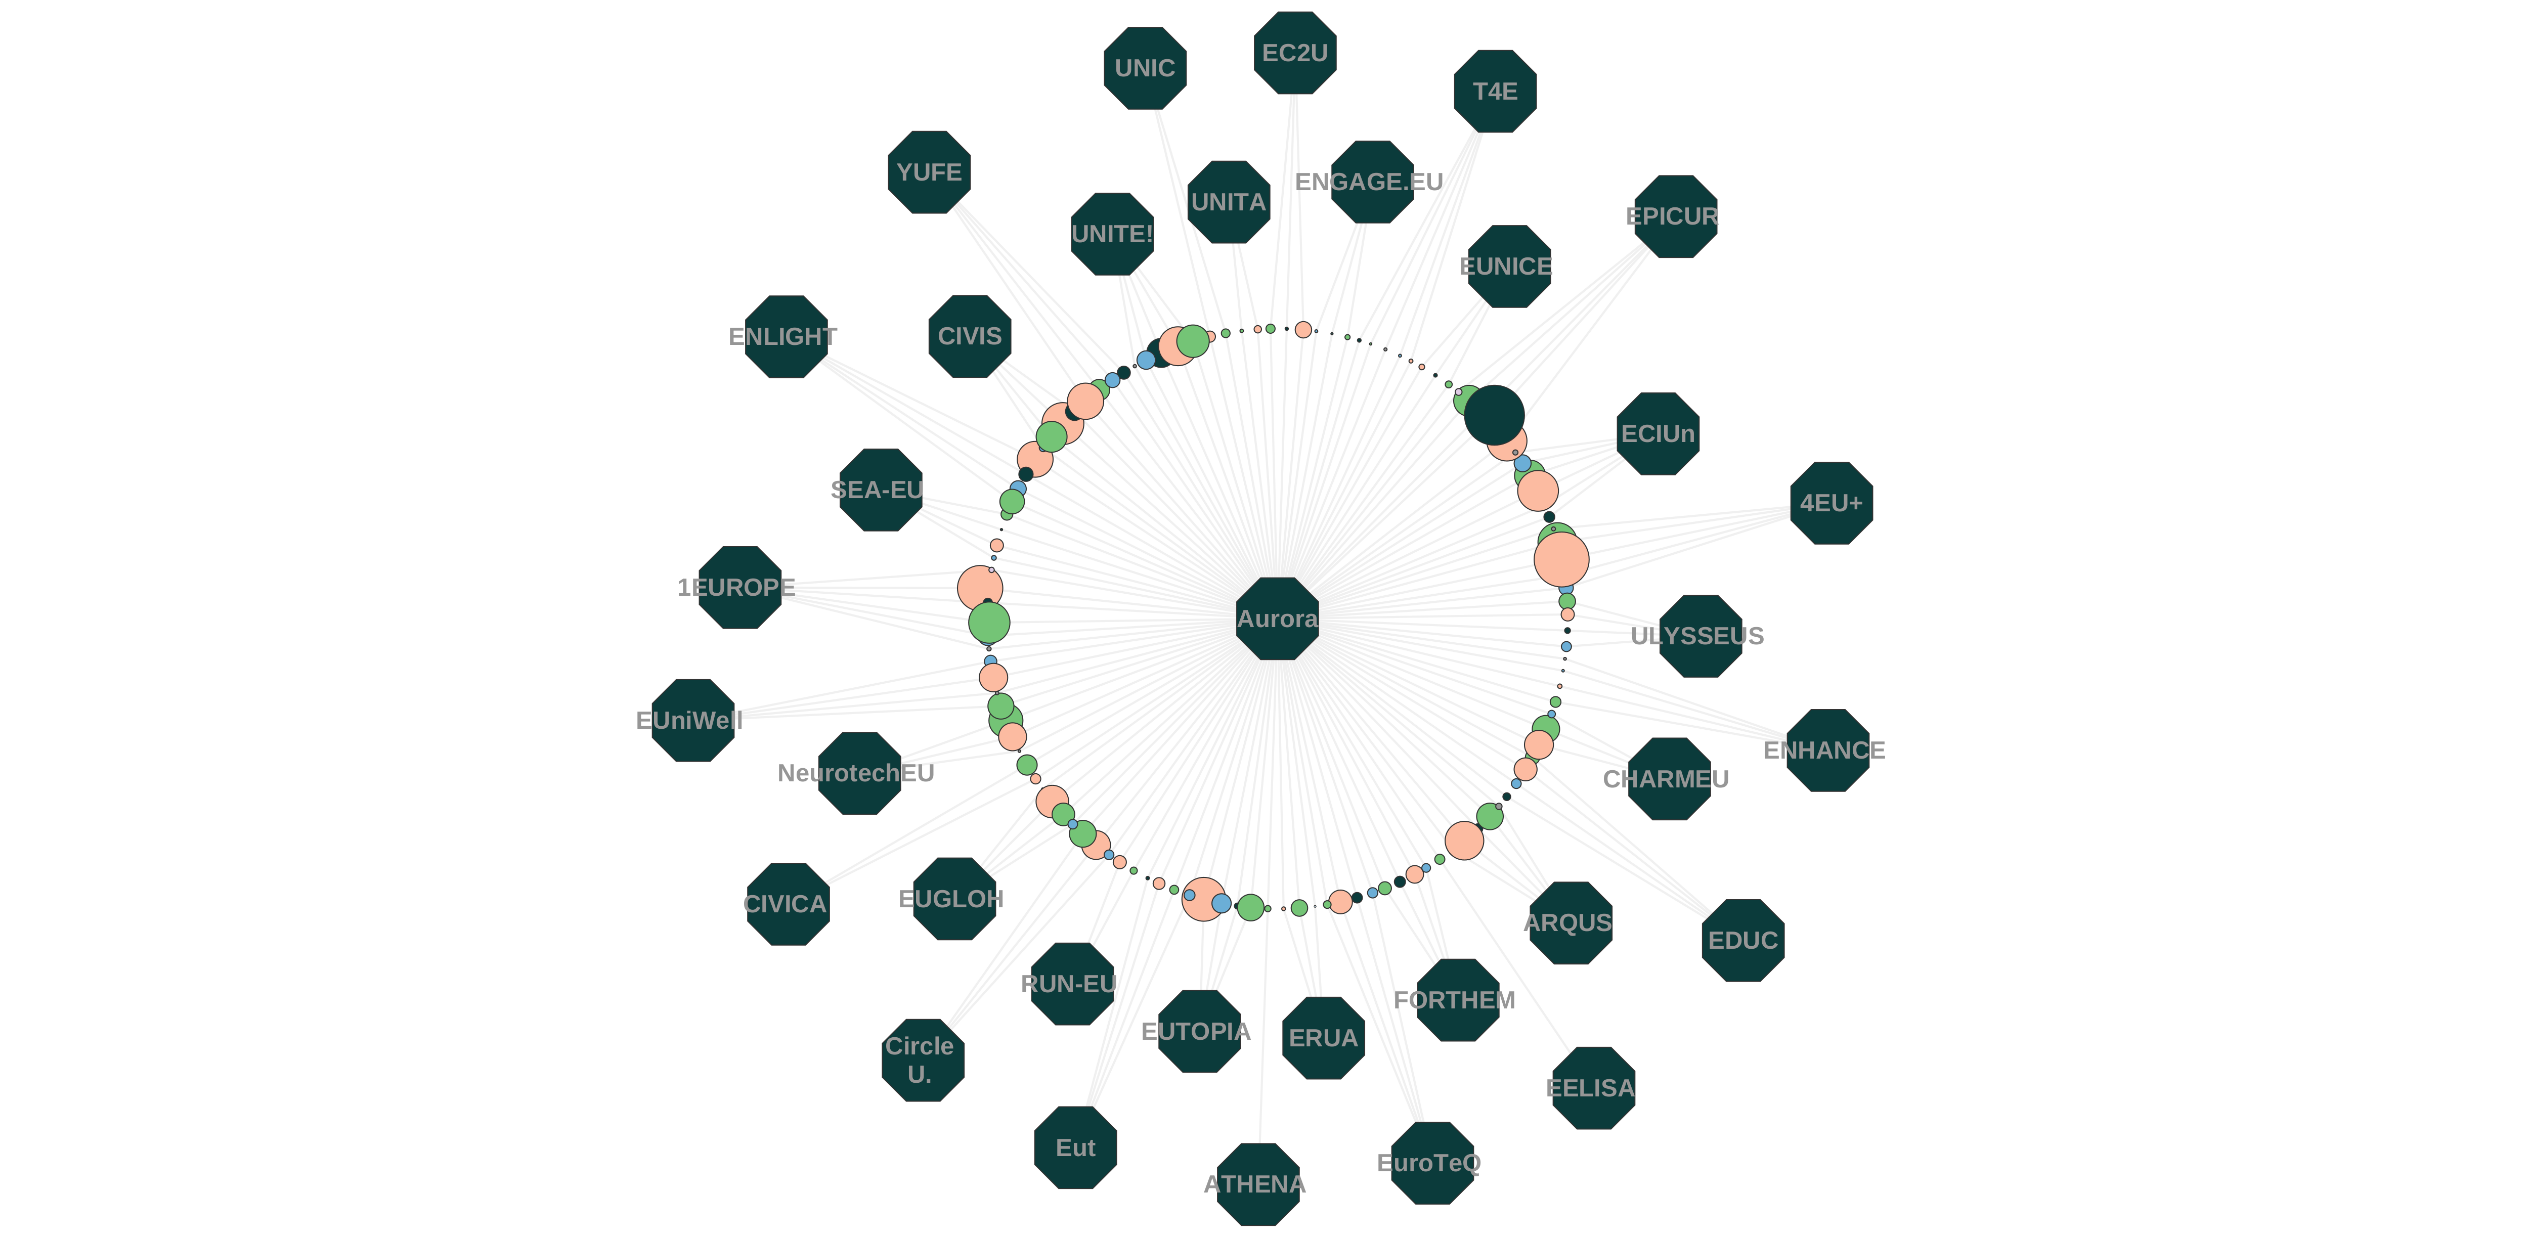 EC2U
UNIC
T4E
YUFE
ENGAGE.EU
UNITA
EPICUR
UNITE!
EUNICE
ENLIGHT
CIVIS
ECIUn
SEA-EU
4EU+
1EUROPE
Aurora
ULYSSEUS
EUniWell
ENHANCE
NeurotechEU
CHARMEU
EUGLOH
CIVICA
ARQUS
EDUC
RUN-EU
FORTHEM
EUTOPIA
ERUA
Circle
U.
EELISA
Eut
EuroTeQ
ATHENA